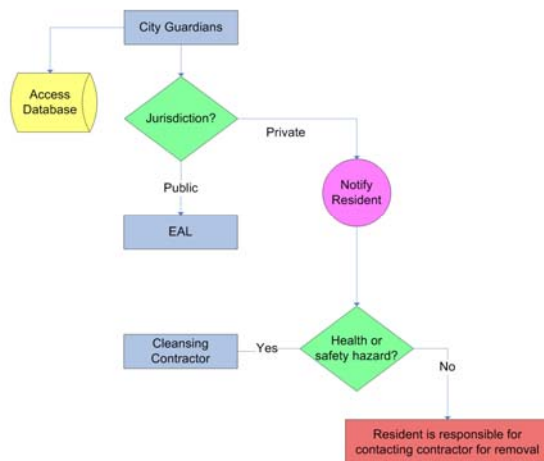 City Guardians
Access
Database
Jurisdiction?
Private
Public
Notify
Resident
EAL
Cleansing
Contractor
Yes
Health or
safety hazard?
No
Resident is responsible for
contacting contractor for removal